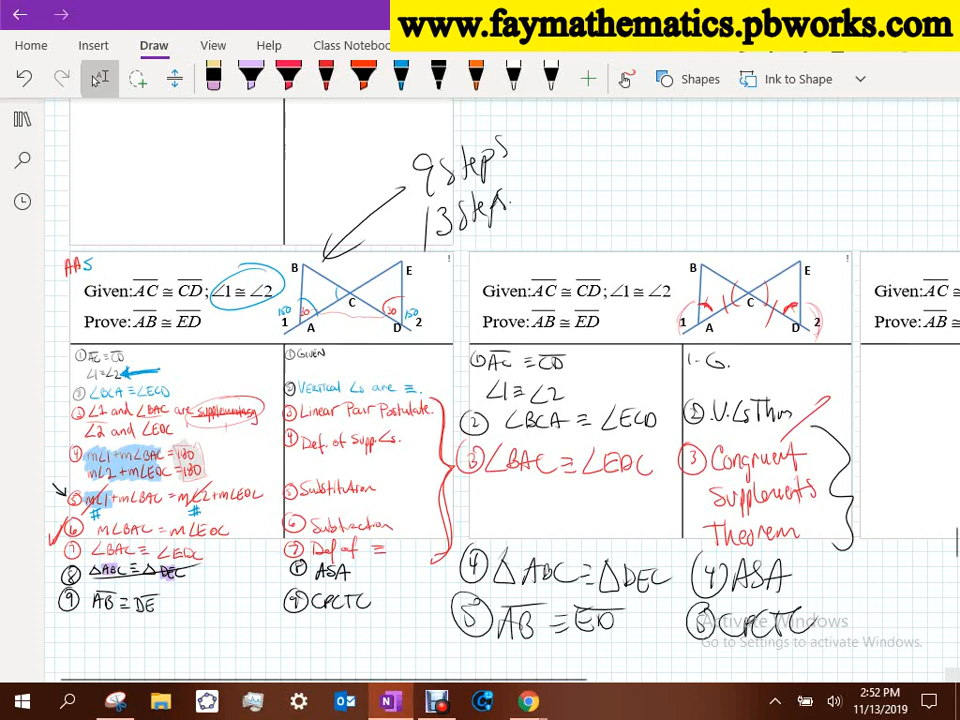 www.faymathematics.pbworks.com
Home Insert Draw View Help Class Notebook
Shapes Ink to Shape
9 steps
13 steps.
AAS
Given: AC ≅ CD; ∠1 ≅ ∠2
Prove: AB ≅ ED
B E C 150 30 30 150 1 A D 2
① AC ≅ CD
∠1 ≅ ∠2
① GIVEN
② ∠BCA ≅ ∠ECD
② VERTICAL ∠s ARE ≅.
③ ∠1 and ∠BAC are supplementary
∠2 and ∠EDC
③ Linear Pair Postulate.
④ m∠1 + m∠BAC = 180
m∠2 + m∠EDC = 180
④ Def. of Supp. ∠s.
⑤ m∠1 + m∠BAC = m∠2 + m∠EDC
# #
⑤ Substitution
⑥ m∠BAC = m∠EDC
⑥ Subtraction
⑦ ∠BAC ≅ ∠EDC
⑦ Def of ≅
⑧ △ABC ≅ △DEC
⑧ ASA
⑨ AB ≅ DE
⑨ CPCTC
Given: AC ≅ CD; ∠1 ≅ ∠2
Prove: AB ≅ ED
B E C 1 A D 2
① AC ≅ CD
∠1 ≅ ∠2
1. G.
② ∠BCA ≅ ∠ECD
② V.∠s Thm
③ ∠BAC ≅ ∠EDC
③ Congruent
Supplements
Theorem
④ △ABC ≅ △DEC
④ ASA
⑤ AB ≅ ED
⑤ CPCTC
Given: AC ≅
Prove: AB ≅
Activate Windows
Go to Settings to activate Windows.
2:52 PM
11/13/2019